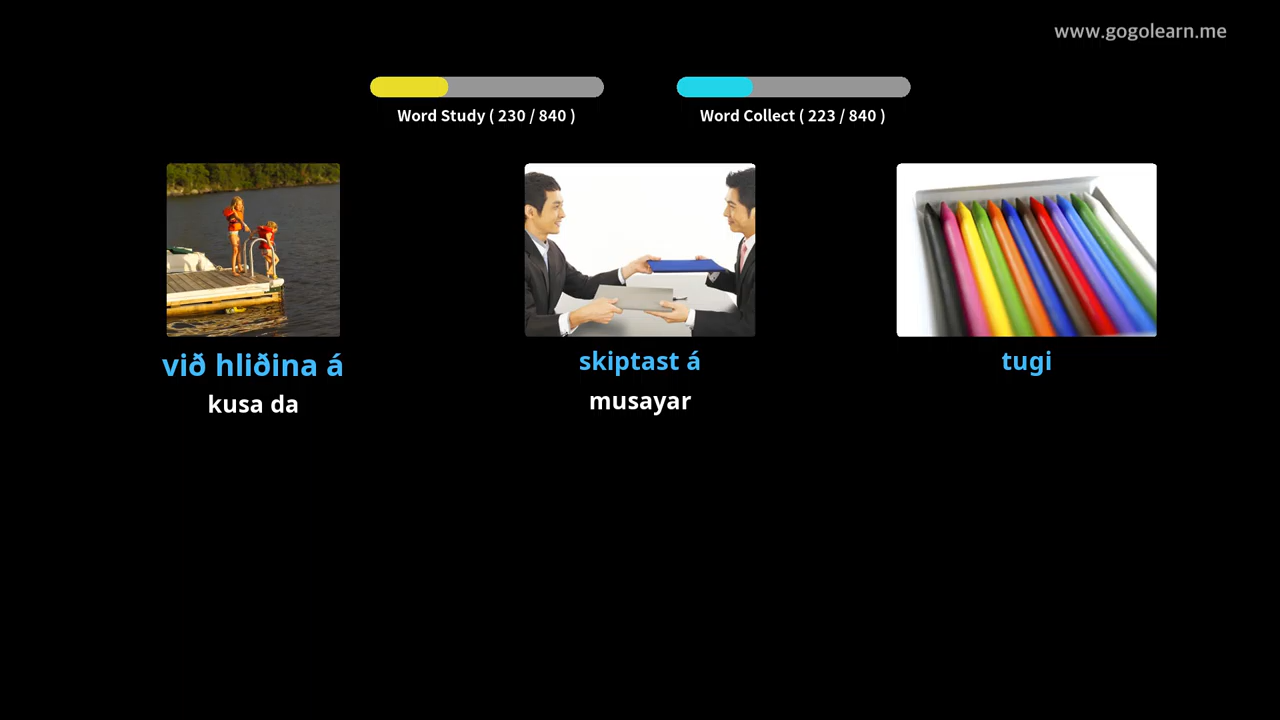 www.gogolearn.me
Word Study ( 230 / 840 )
Word Collect ( 223 / 840 )
við hliðina á
kusa da
skiptast á
musayar
tugi